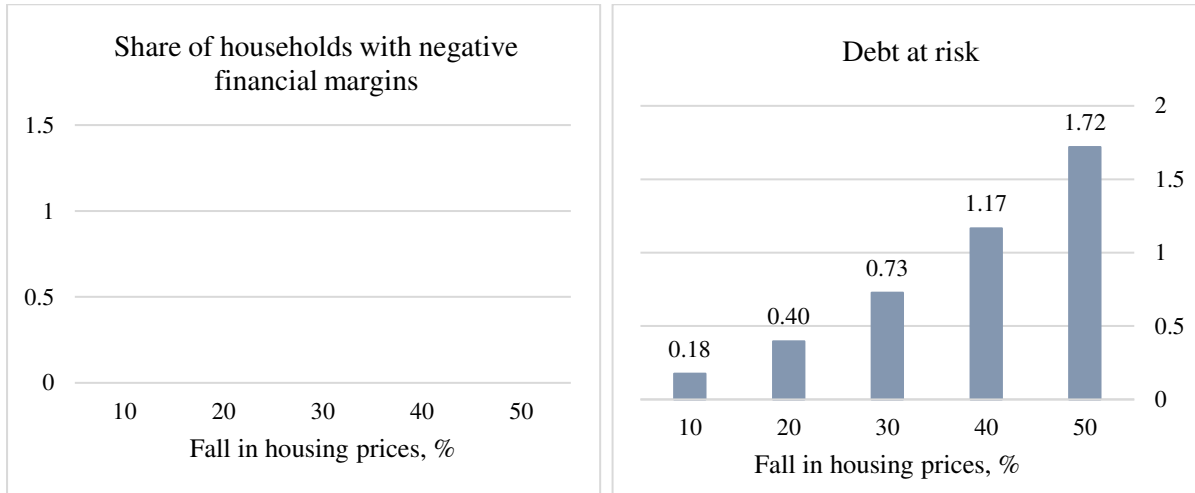 Share of households with negative
financial margins
1.5
1
0.5
0
10 20 30 40 50
Fall in housing prices, %
Debt at risk
2
1.72
1.5
1.17
1
0.73
0.5
0.40
0.18
0
10 20 30 40 50
Fall in housing prices, %